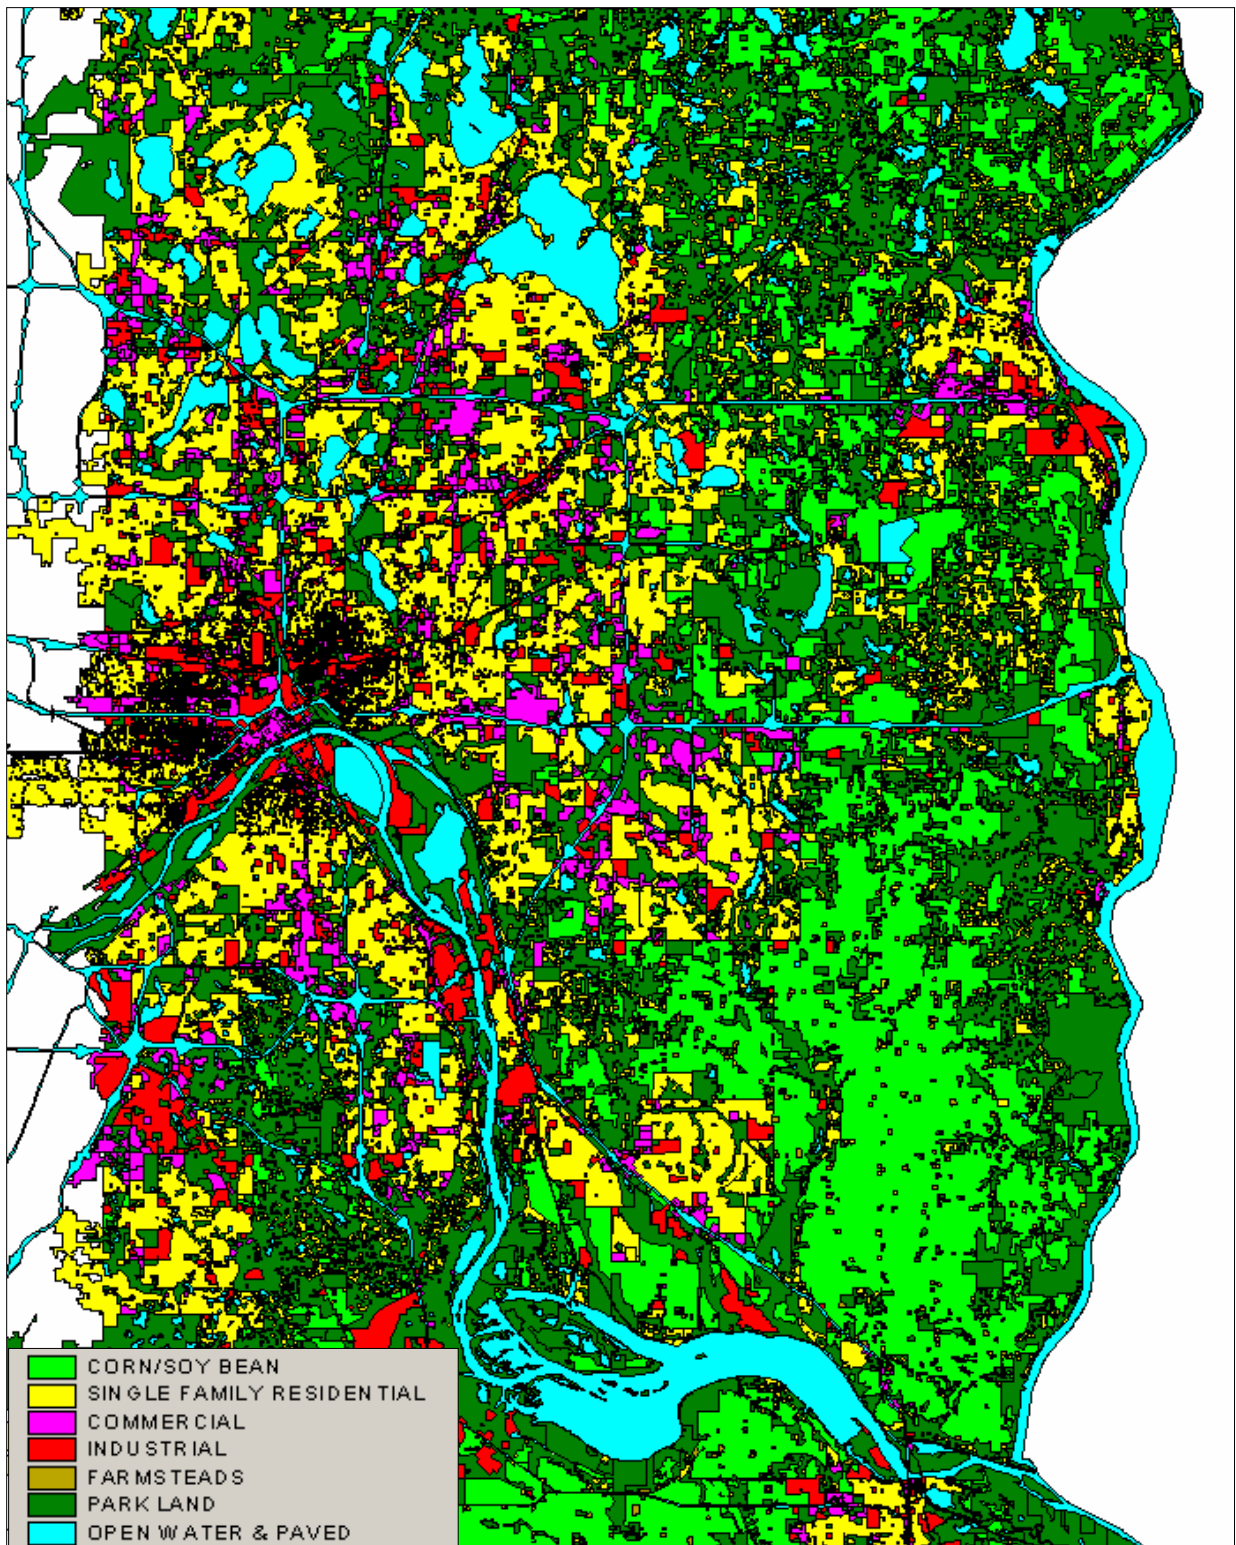 CORN/SOY BEAN
SINGLE FAMILY RESIDENTIAL
COMMERCIAL
INDUSTRIAL
FARMSTEADS
PARK LAND
OPEN WATER & PAVED